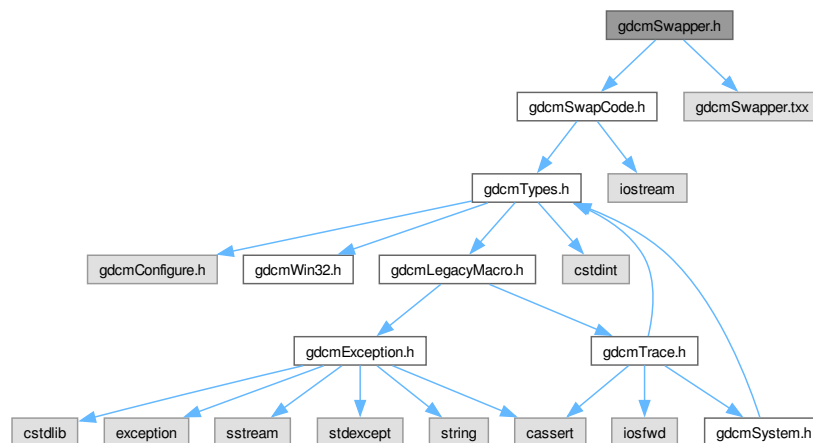 gdcmSwapper.h
gdcmSwapCode.h
gdcmSwapper.txx
gdcmTypes.h
iostream
gdcmConfigure.h
gdcmWin32.h
gdcmLegacyMacro.h
cstdint
gdcmException.h
gdcmTrace.h
cstdlib
exception
sstream
stdexcept
string
cassert
iosfwd
gdcmSystem.h